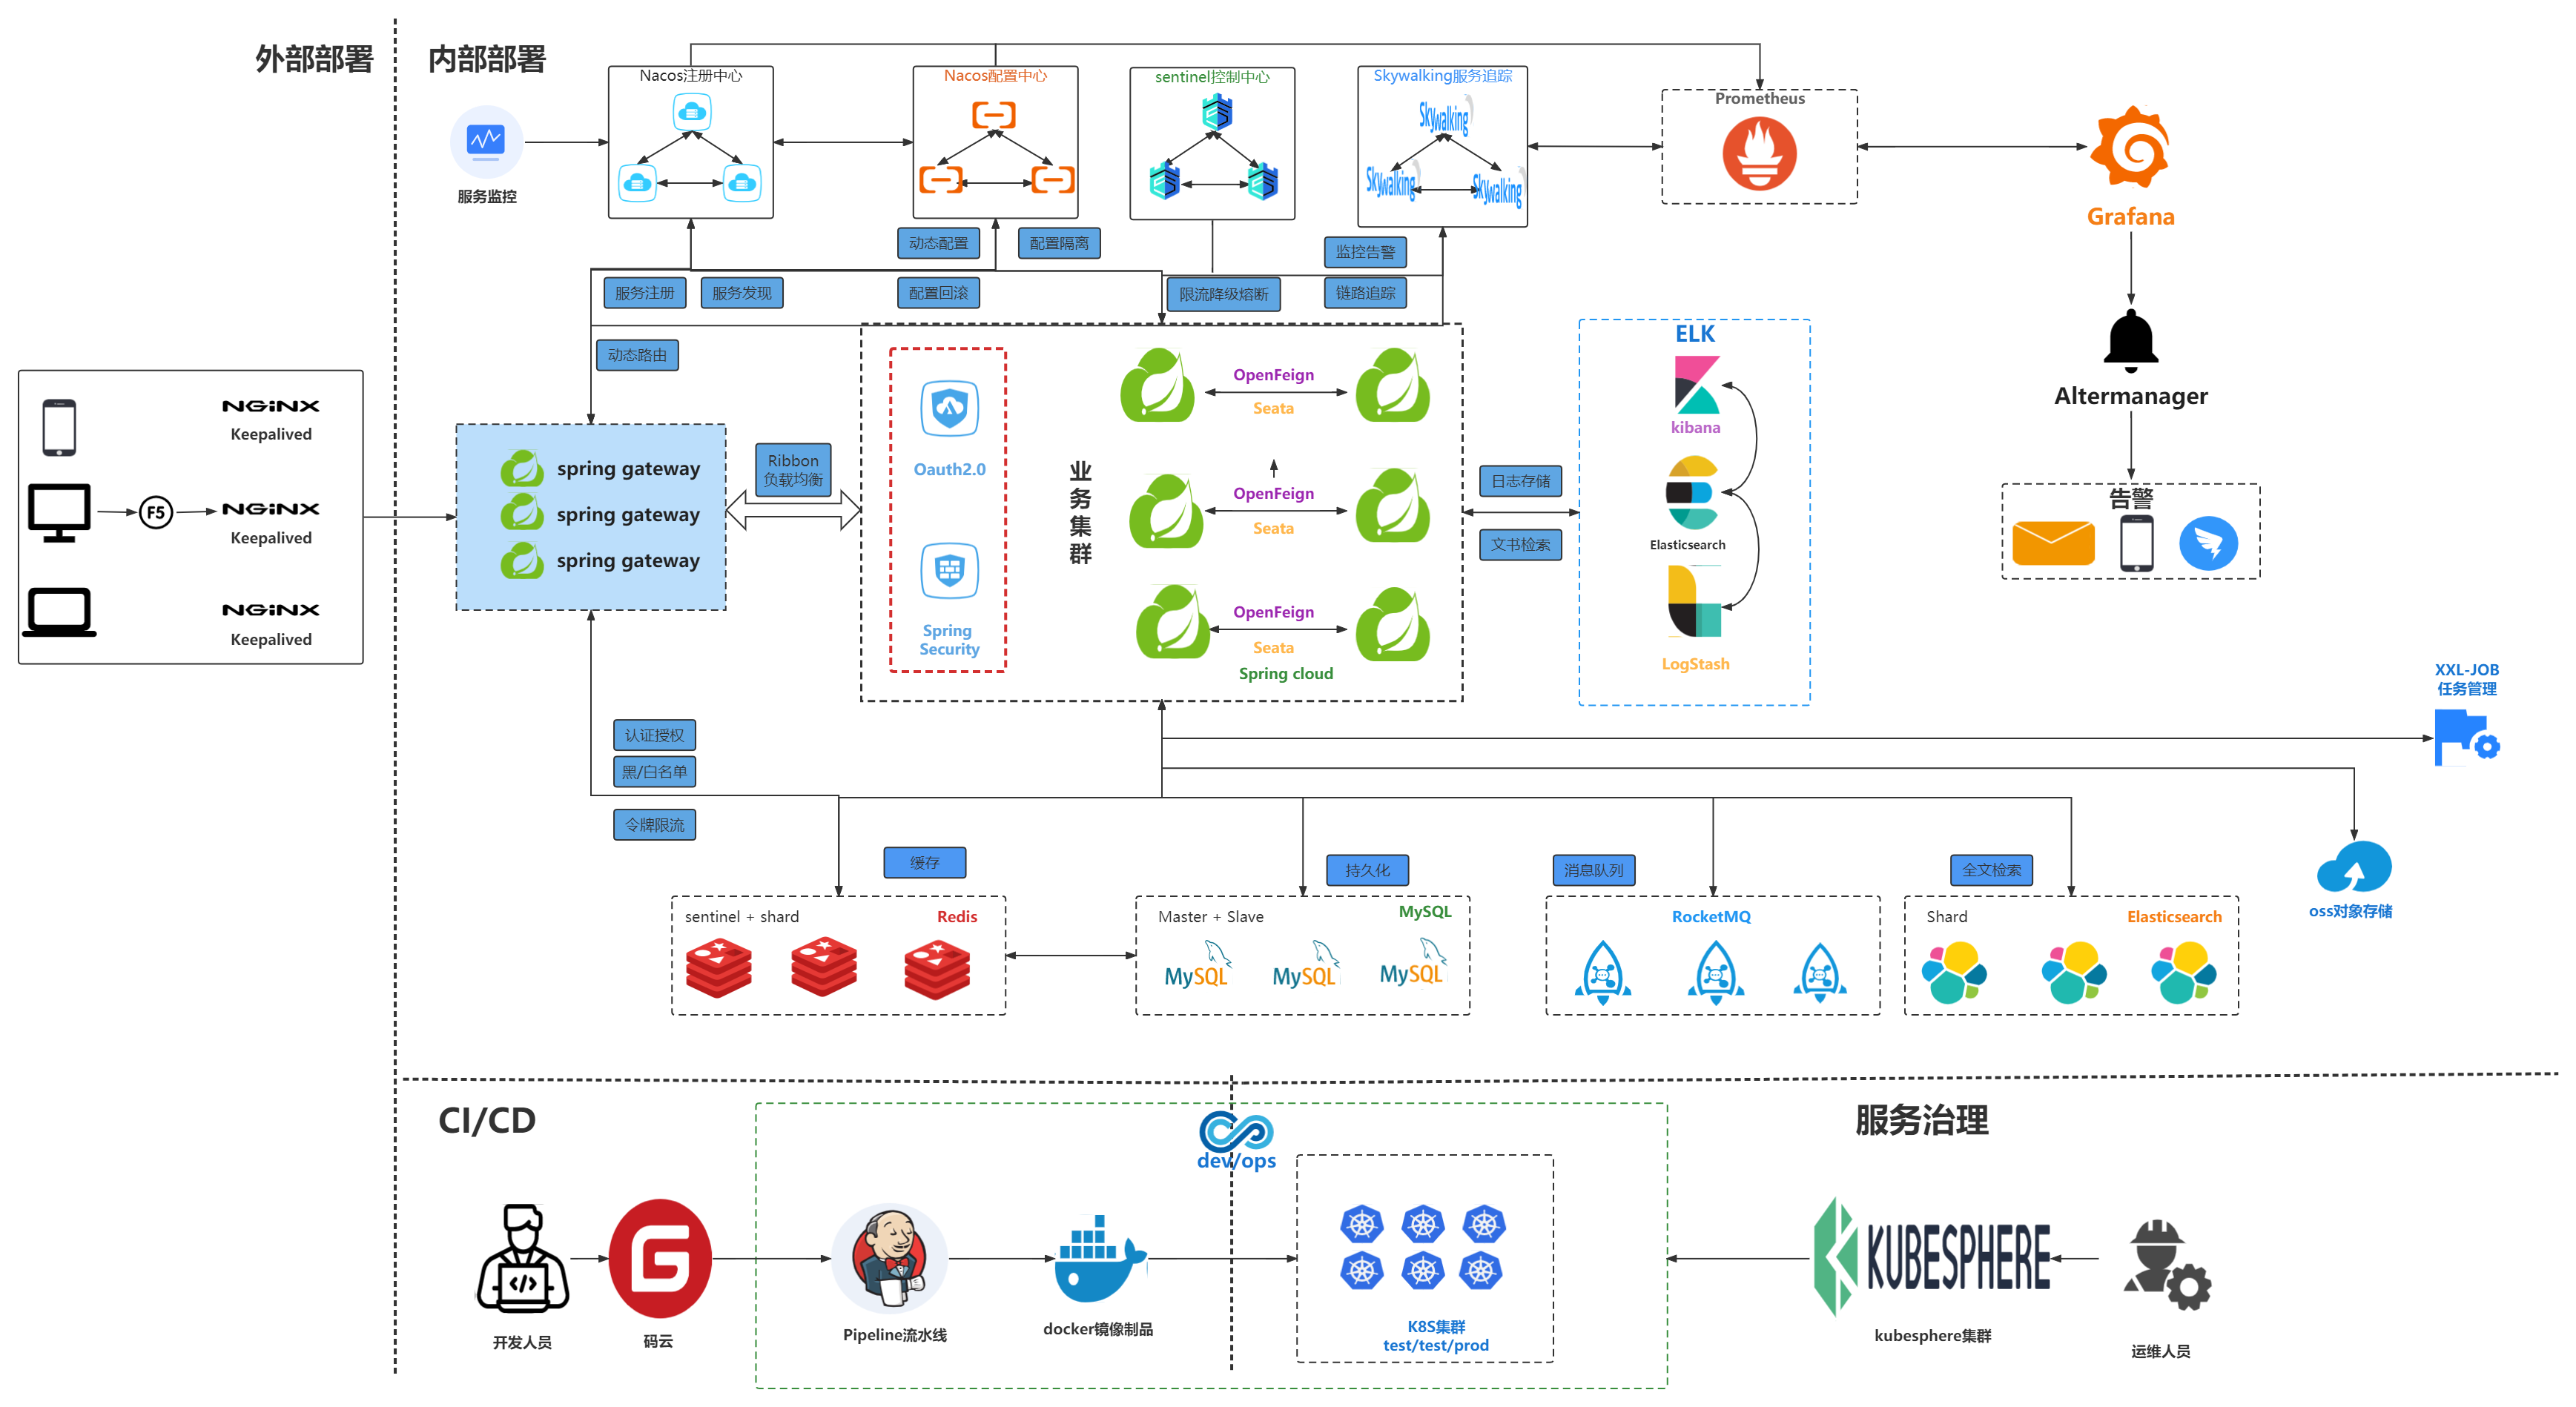 外部部署
内部部署
服务监控
Nacos注册中心
Nacos配置中心
sentinel控制中心
Skywalking服务追踪
Skywalking
Skywalking
Skywalking
Prometheus
Grafana
动态配置
配置隔离
监控告警
服务注册
服务发现
配置回滚
限流降级熔断
链路追踪
动态路由
Altermanager
告警
NGiNX
Keepalived
F5
NGiNX
Keepalived
NGiNX
Keepalived
spring gateway
spring gateway
spring gateway
Ribbon
负载均衡
Oauth2.0
Spring
Security
业
务
集
群
OpenFeign
Seata
OpenFeign
Seata
OpenFeign
Seata
Spring cloud
日志存储
文书检索
ELK
kibana
Elasticsearch
LogStash
XXL-JOB
任务管理
认证授权
黑/白名单
令牌限流
缓存
持久化
消息队列
全文检索
sentinel + shard
Redis
Master + Slave
MySQL
MySQL
MySQL
MySQL
RocketMQ
Shard
Elasticsearch
oss对象存储
CI/CD
dev/ops
服务治理
开发人员
码云
Pipeline流水线
docker镜像制品
K8S集群
test/test/prod
KUBESPHERE
kubesphere集群
运维人员